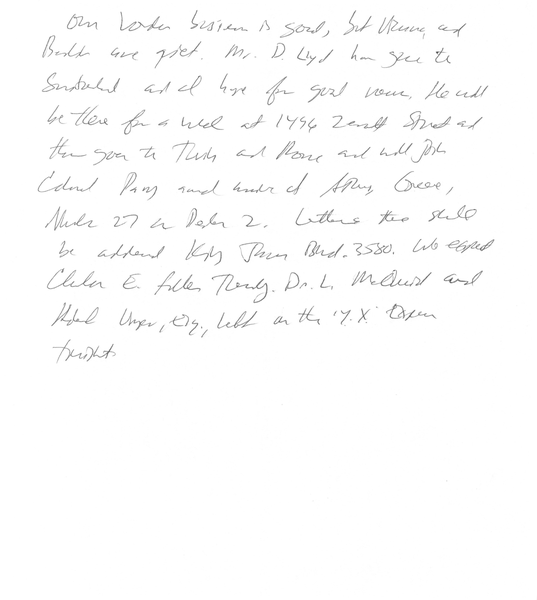 Our London business is good, but Vienna and
Berlin are quiet. Mr. D. Lloyd has gone to
Switzerland and I hope for good news. He will
be there for a week at 1496 Zermott Street and
then goes to Turin and Rome and will join
Colonel Parry and arrive at Athens, Greece,
27 or Dec 2. Letters there should
be addressed King James Blvd. 3580. We expect
Charles E. Fuller Tuesday. Dr. L. McQuaid and
Robert Unger, Esq., left on the 'Y.X.' Express
tonight.